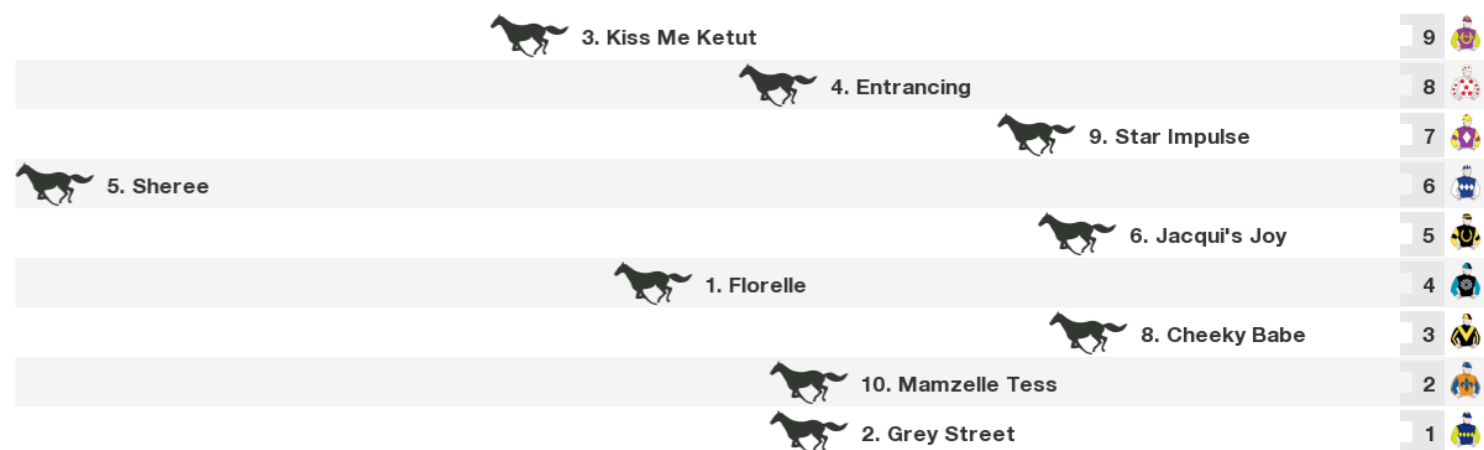 3. Kiss Me Ketut 9
4. Entrancing 8
9. Star Impulse 7
5. Sheree 6
6. Jacqui's Joy 5
1. Florelle 4
8. Cheeky Babe 3
10. Mamzelle Tess 2
2. Grey Street 1